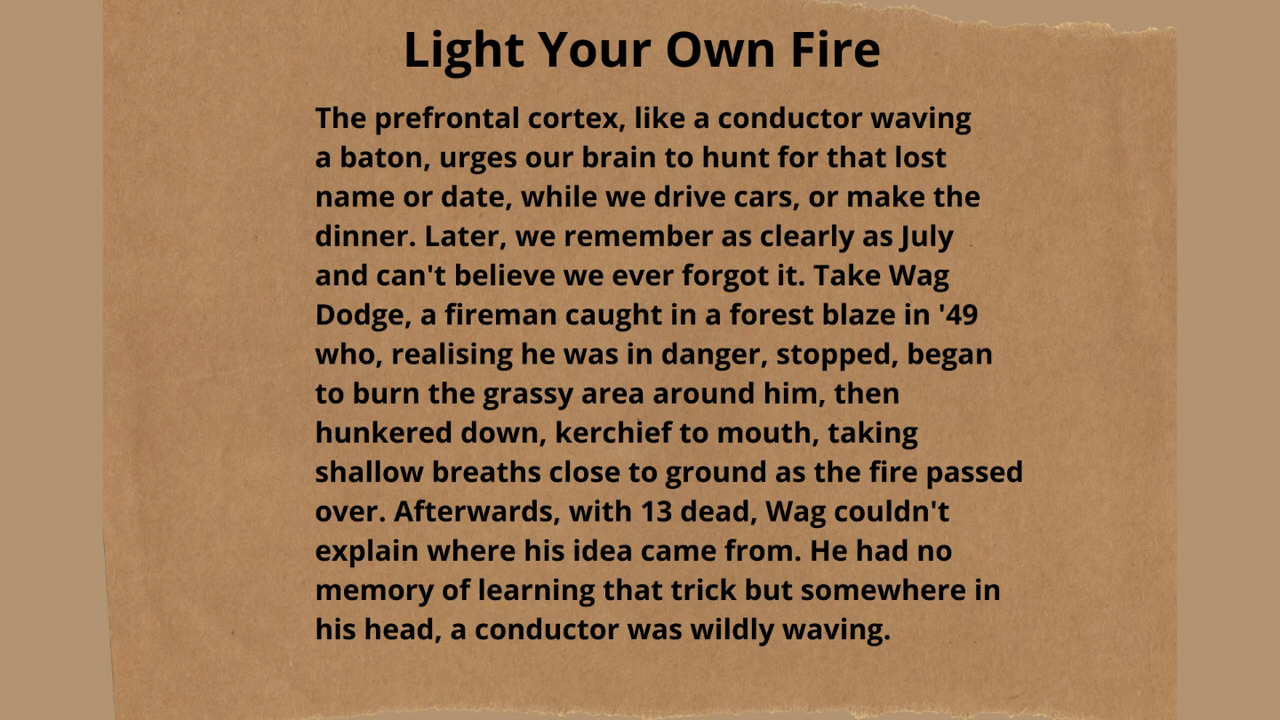 Light Your Own Fire
The prefrontal cortex, like a conductor waving
a baton, urges our brain to hunt for that lost
name or date, while we drive cars, or make the
dinner. Later, we remember as clearly as July
and can't believe we ever forgot it. Take Wag
Dodge, a fireman caught in a forest blaze in '49
who, realising he was in danger, stopped, began
to burn the grassy area around him, then
hunkered down, kerchief to mouth, taking
shallow breaths close to ground as the fire passed
over. Afterwards, with 13 dead, Wag couldn't
explain where his idea came from. He had no
memory of learning that trick but somewhere in
his head, a conductor was wildly waving.